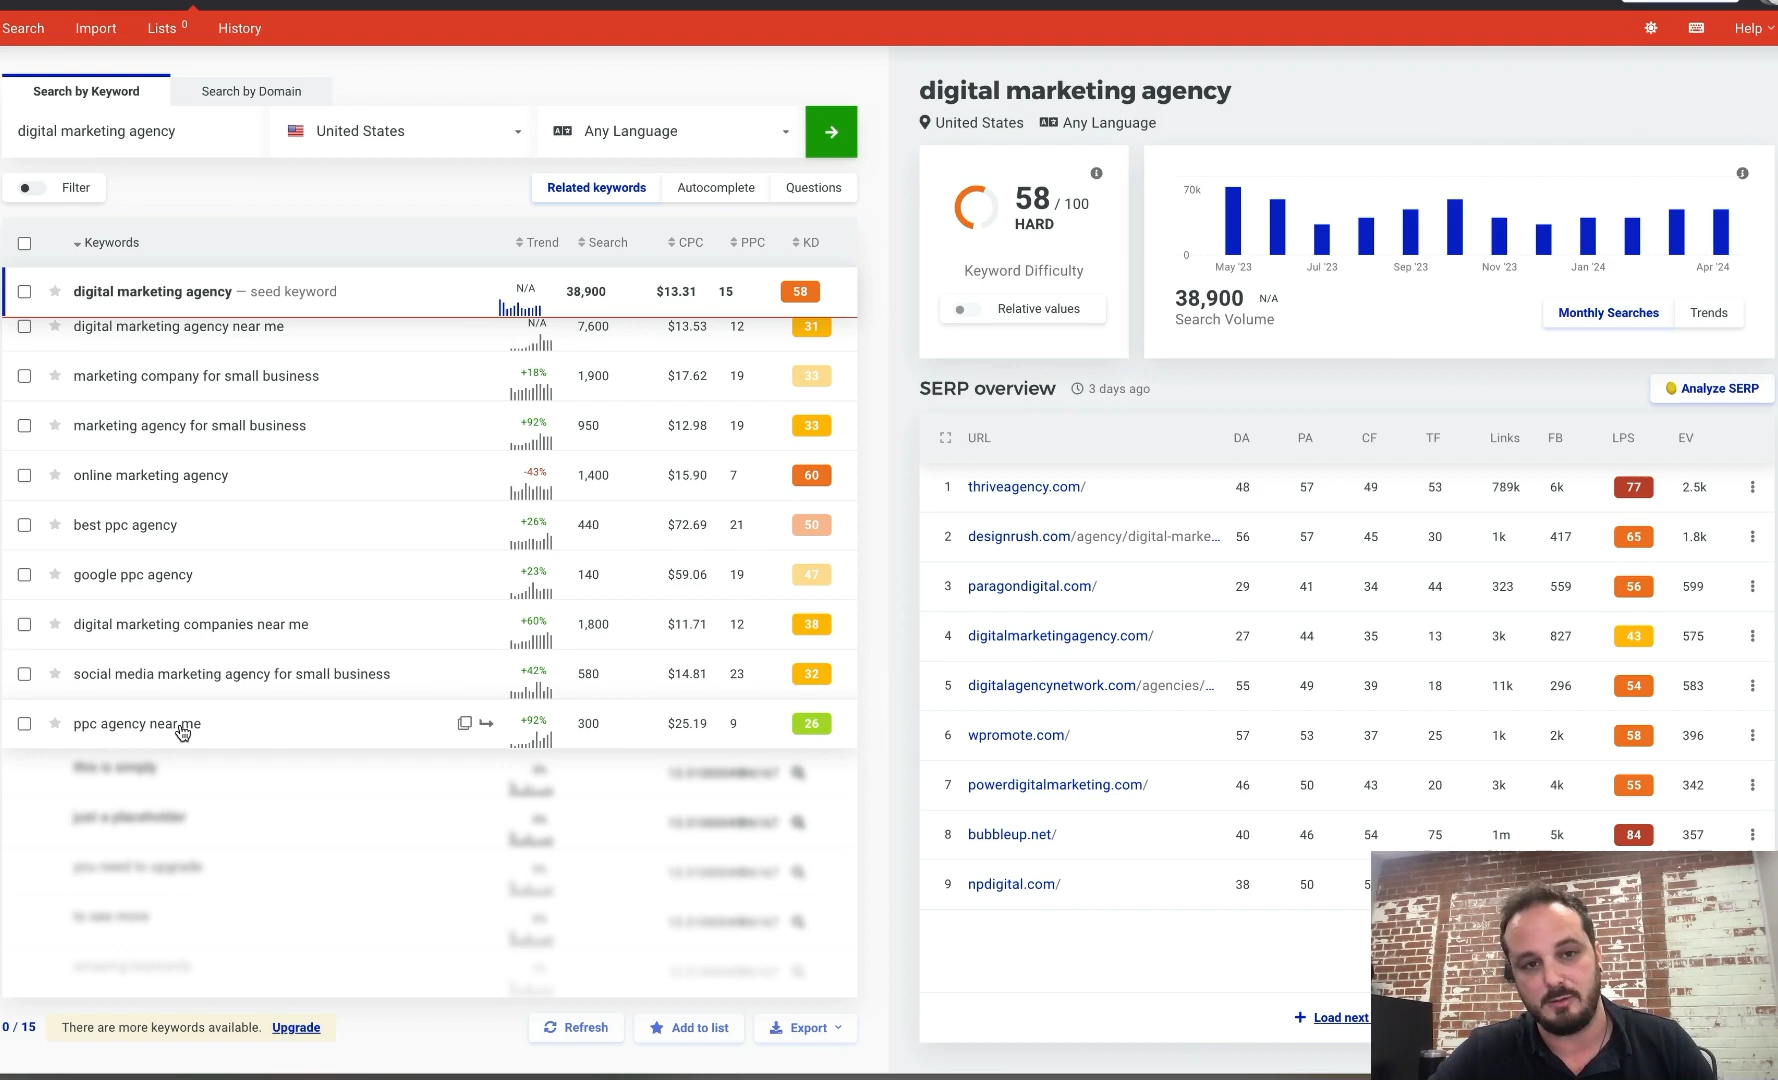 Search Import Lists 0 History Help
Search by Keyword Search by Domain
digital marketing agency United States Any Language
Filter Related keywords Autocomplete Questions
Keywords Trend Search CPC PPC KD
digital marketing agency — seed keyword N/A 38,900 $13.31 15 58
digital marketing agency near me N/A 7,600 $13.53 12 31
marketing company for small business +18% 1,900 $17.62 19 33
marketing agency for small business +92% 950 $12.98 19 33
online marketing agency -43% 1,400 $15.90 7 60
best ppc agency +26% 440 $72.69 21 50
google ppc agency +23% 140 $59.06 19 47
digital marketing companies near me +60% 1,800 $11.71 12 38
social media marketing agency for small business +42% 580 $14.81 23 32
ppc agency near me +92% 300 $25.19 9 26
this is simply
just a placeholder
you need to upgrade
to see more
amazing keywords
0 / 15 There are more keywords available. Upgrade Refresh Add to list Export
digital marketing agency
United States Any Language
58 / 100
HARD
Keyword Difficulty
Relative values
70k
0
May '23 Jul '23 Sep '23 Nov '23 Jan '24 Apr '24
38,900 N/A
Search Volume
Monthly Searches Trends
SERP overview 3 days ago Analyze SERP
URL DA PA CF TF Links FB LPS EV
1 thriveagency.com/ 48 57 49 53 789k 6k 77 2.5k
2 designrush.com/agency/digital-marke... 56 57 45 30 1k 417 65 1.8k
3 paragondigital.com/ 29 41 34 44 323 559 56 599
4 digitalmarketingagency.com/ 27 44 35 13 3k 827 43 575
5 digitalagencynetwork.com/agencies/... 55 49 39 18 11k 296 54 583
6 wpromote.com/ 57 53 37 25 1k 2k 58 396
7 powerdigitalmarketing.com/ 46 50 43 20 3k 4k 55 342
8 bubbleup.net/ 40 46 54 75 1m 5k 84 357
9 npdigital.com/ 38 50 5
+ Load next